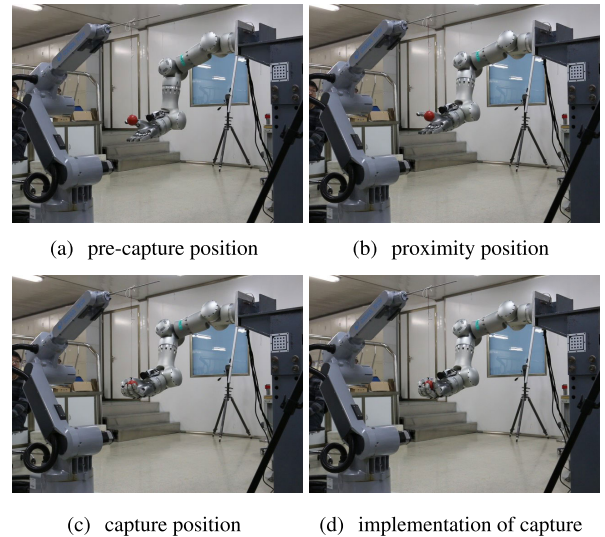 (a) pre-capture position
(b) proximity position
(c) capture position
(d) implementation of capture